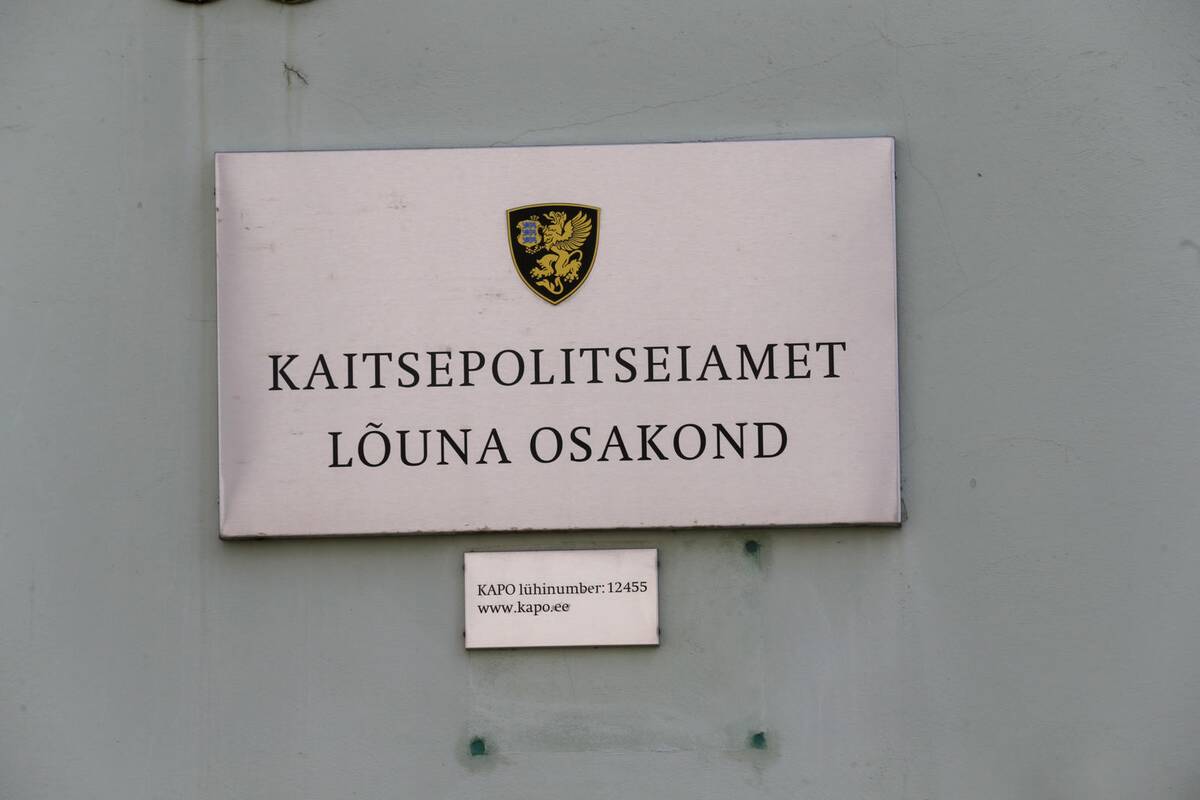 KAITSEPOLITSEIAMET
LÕUNA OSAKOND
KAPO lühinumber: 12455
www.kapo.ee